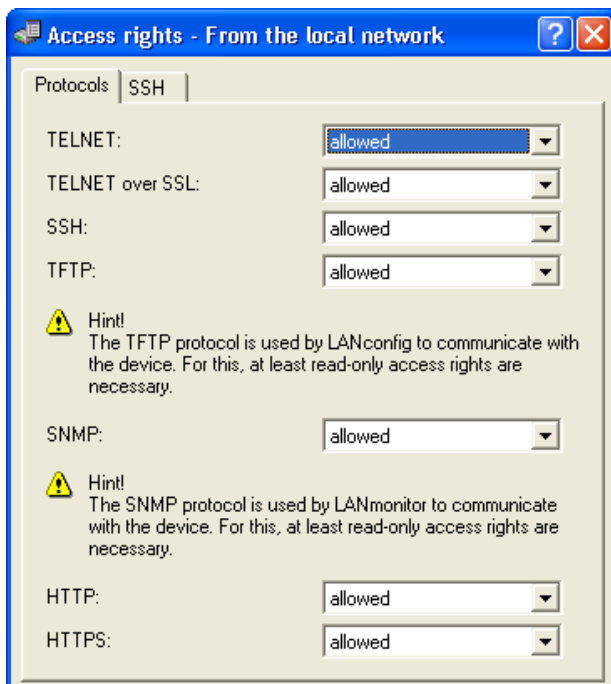 Access rights - From the local network
Protocols
SSH
TELNET:
allowed
TELNET over SSL:
allowed
SSH:
allowed
TFTP:
allowed
Hint!
The TFTP protocol is used by LANconfig to communicate with
the device. For this, at least read-only access rights are
necessary.
SNMP:
allowed
Hint!
The SNMP protocol is used by LANmonitor to communicate
with the device. For this, at least read-only access rights are
necessary.
HTTP:
allowed
HTTPS:
allowed